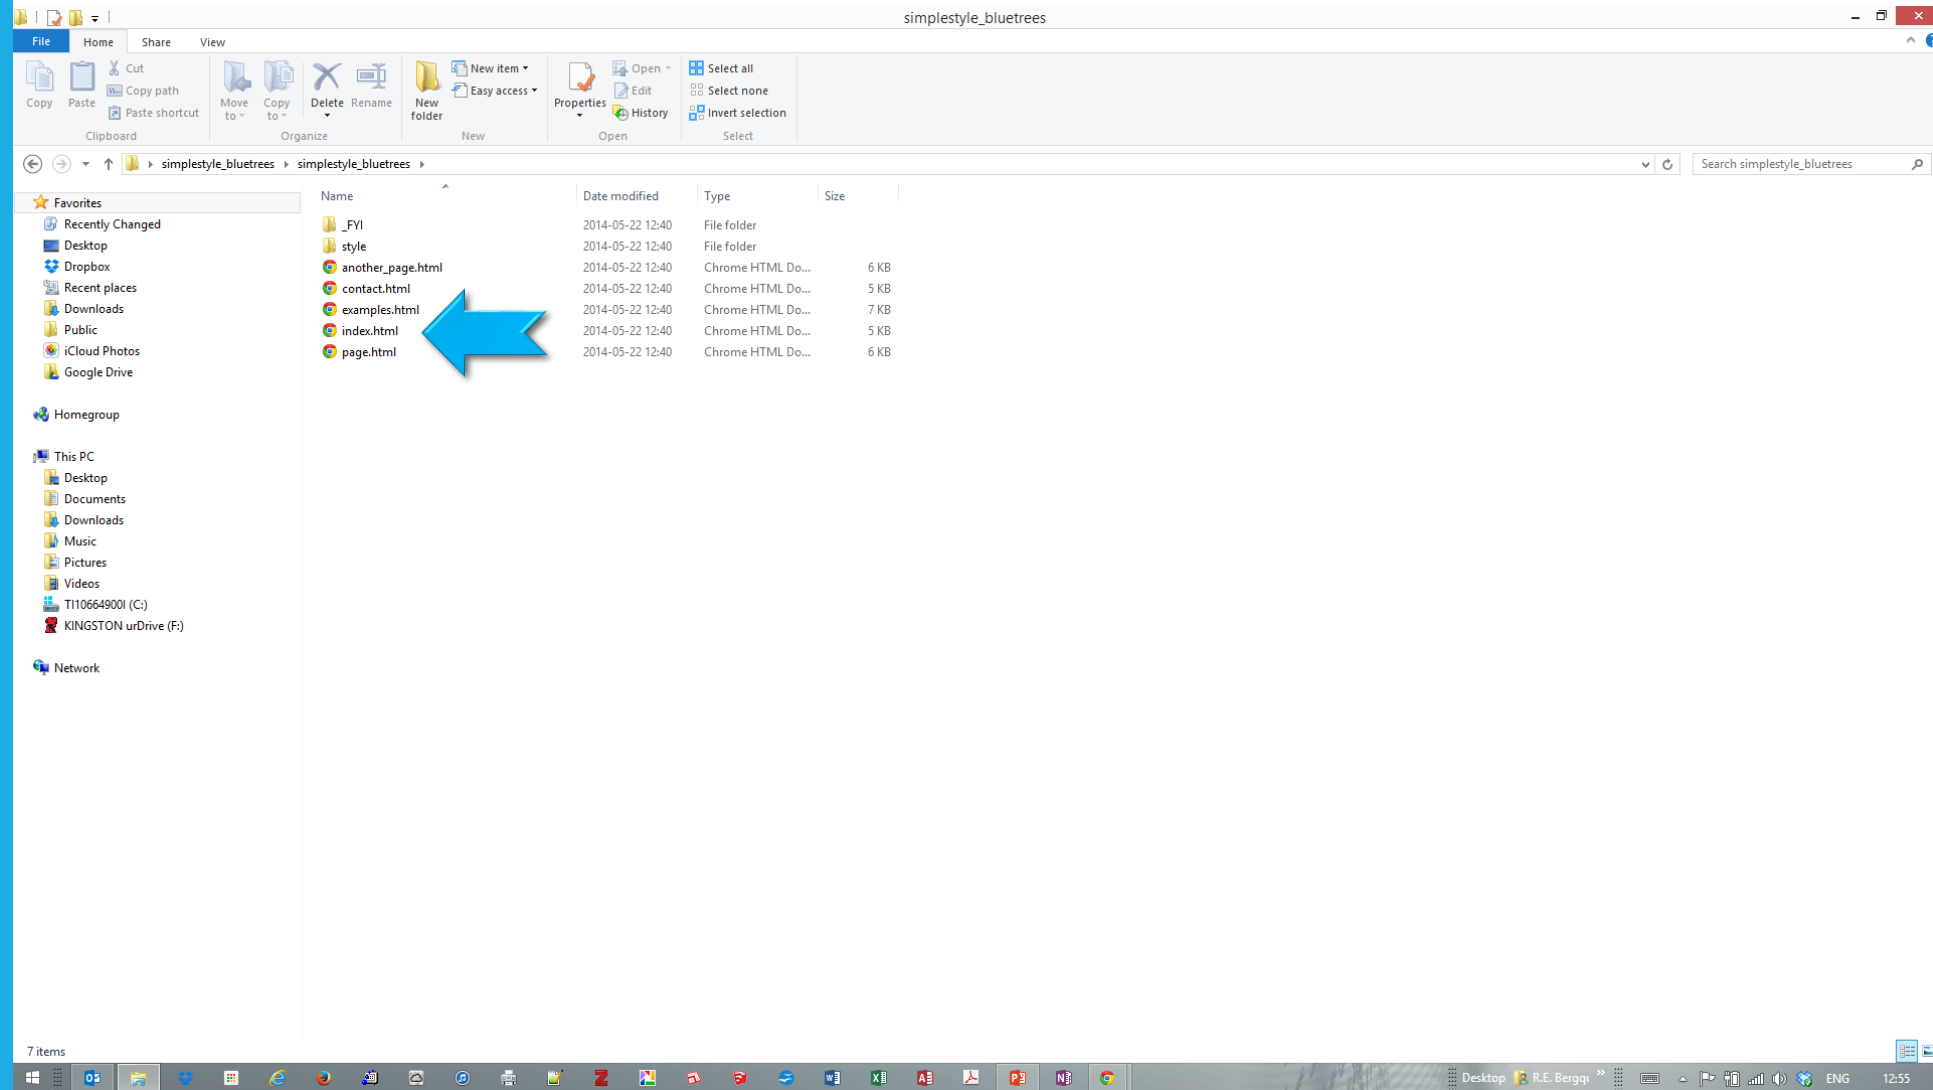 simplestyle_bluetrees
File Home Share View
Copy
Paste
Cut
Copy path
Paste shortcut
Clipboard
Move to
Copy to
Delete
Rename
Organize
New folder
New item
Easy access
New
Properties
Open
Edit
History
Open
Select all
Select none
Invert selection
Select
simplestyle_bluetrees simplestyle_bluetrees
Search simplestyle_bluetrees
Favorites
Recently Changed
Desktop
Dropbox
Recent places
Downloads
Public
iCloud Photos
Google Drive
Homegroup
This PC
Desktop
Documents
Downloads
Music
Pictures
Videos
TI10664900I (C:)
KINGSTON urDrive (F:)
Network
Name Date modified Type Size
_FYI 2014-05-22 12:40 File folder
style 2014-05-22 12:40 File folder
another_page.html 2014-05-22 12:40 Chrome HTML Do... 6 KB
contact.html 2014-05-22 12:40 Chrome HTML Do... 5 KB
examples.html 2014-05-22 12:40 Chrome HTML Do... 7 KB
index.html 2014-05-22 12:40 Chrome HTML Do... 5 KB
page.html 2014-05-22 12:40 Chrome HTML Do... 6 KB
7 items
Desktop R.E. Bergqu ENG 12:55